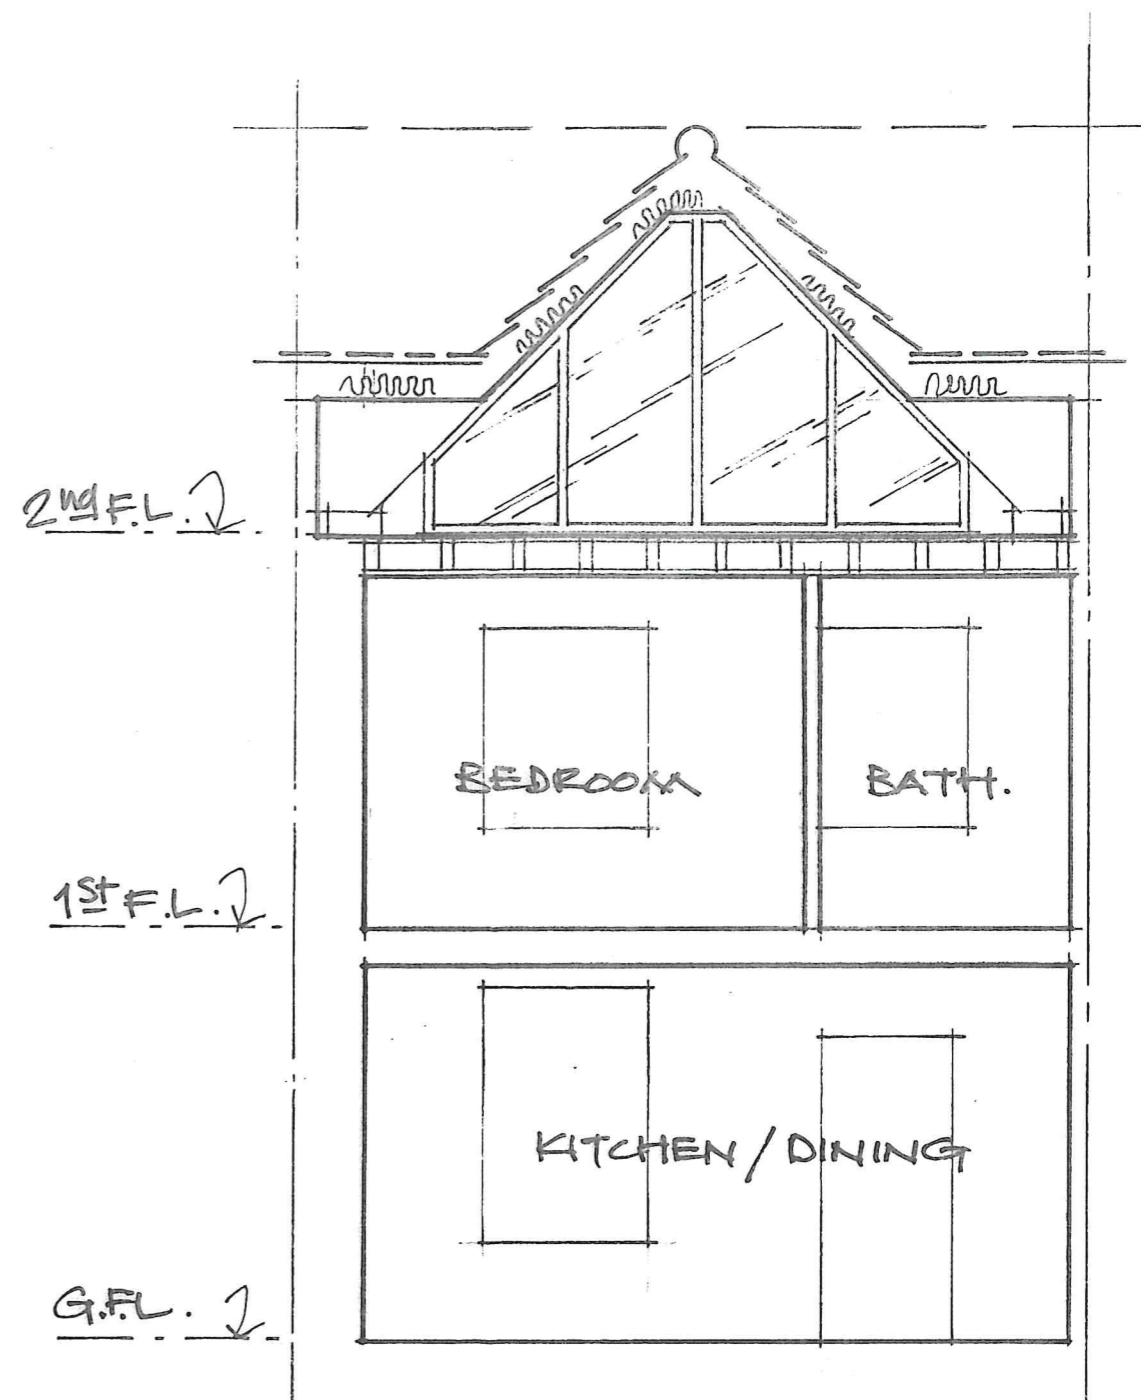 2nd F.L.
BEDROOM
BATH.
1st F.L.
KITCHEN / DINING
G.F.L.